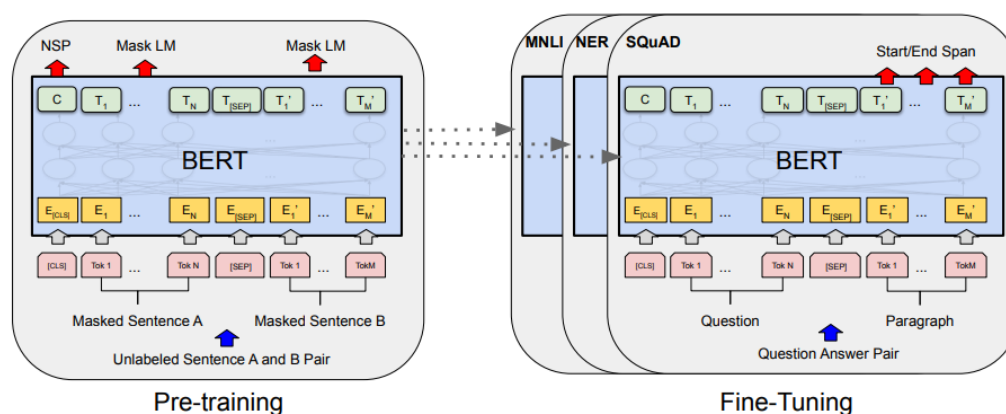 NSP Mask LM Mask LM
C T1 ... TN T[SEP] T1' ... TM'
BERT
E[CLS] E1 ... EN E[SEP] E1' ... EM'
[CLS] Tok 1 ... Tok N [SEP] Tok 1 ... TokM
Masked Sentence A Masked Sentence B
Unlabeled Sentence A and B Pair
Pre-training
MNLI NER SQuAD
Start/End Span
C T1 ... TN T[SEP] T1' ... TM'
BERT
E[CLS] E1 ... EN E[SEP] E1' ... EM'
[CLS] Tok 1 ... Tok N [SEP] Tok 1 ... TokM
Question Paragraph
Question Answer Pair
Fine-Tuning